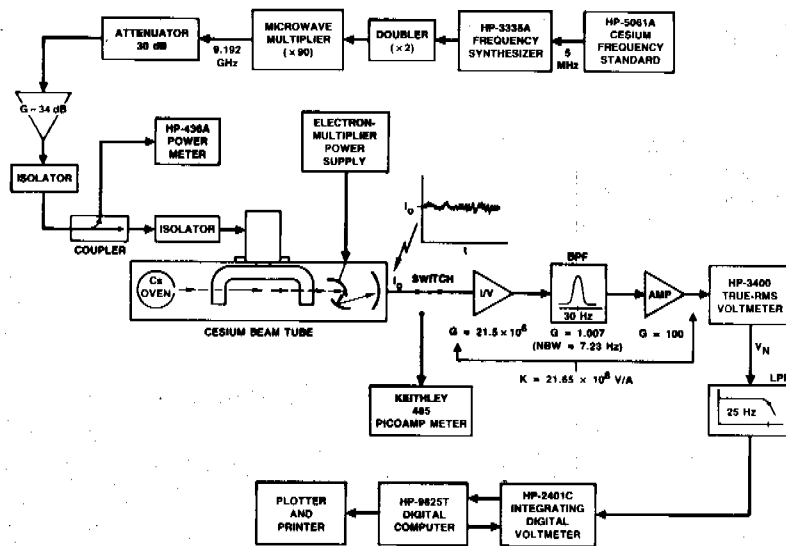 ATTENUATOR
30 dB
9.192
GHz
MICROWAVE
MULTIPLIER
(×90)
DOUBLER
(×2)
HP-3335A
FREQUENCY
SYNTHESIZER
5
MHz
HP-5061A
CESIUM
FREQUENCY
STANDARD
G ~ 34 dB
HP-436A
POWER
METER
ELECTRON-
MULTIPLIER
POWER
SUPPLY
ISOLATOR
COUPLER
ISOLATOR
I₀
t
Cs
OVEN
CESIUM BEAM TUBE
I₀
SWITCH
I/V
G = 21.5 × 10⁶
BPF
30 Hz
G = 1.007
(NBW = 7.23 Hz)
AMP
G = 100
K = 21.65 × 10⁸ V/A
HP-3400
TRUE-RMS
VOLTMETER
V_N
LPF
25 Hz
KEITHLEY
485
PICOAMP METER
PLOTTER
AND
PRINTER
HP-9825T
DIGITAL
COMPUTER
HP-2401C
INTEGRATING
DIGITAL
VOLTMETER